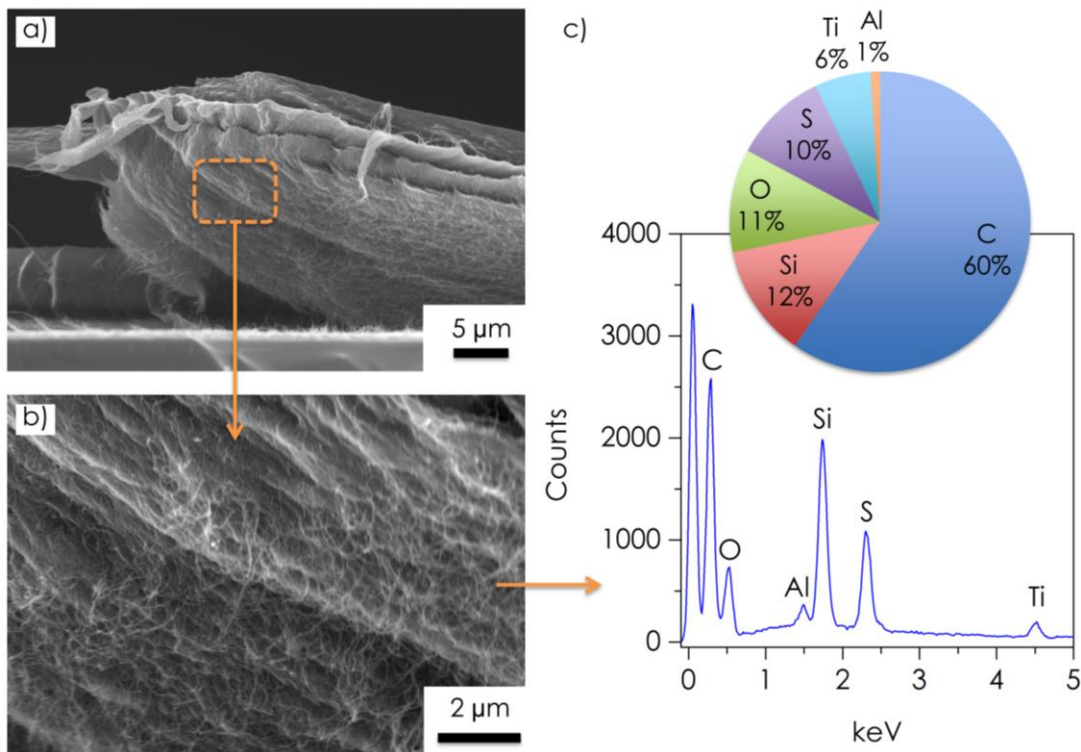 a)
5 µm
b)
2 µm
c)
Ti
6%
Al
1%
S
10%
O
11%
Si
12%
C
60%
4000
3000
2000
1000
0
Counts
C
O
Al
Si
S
Ti
0 1 2 3 4 5
keV